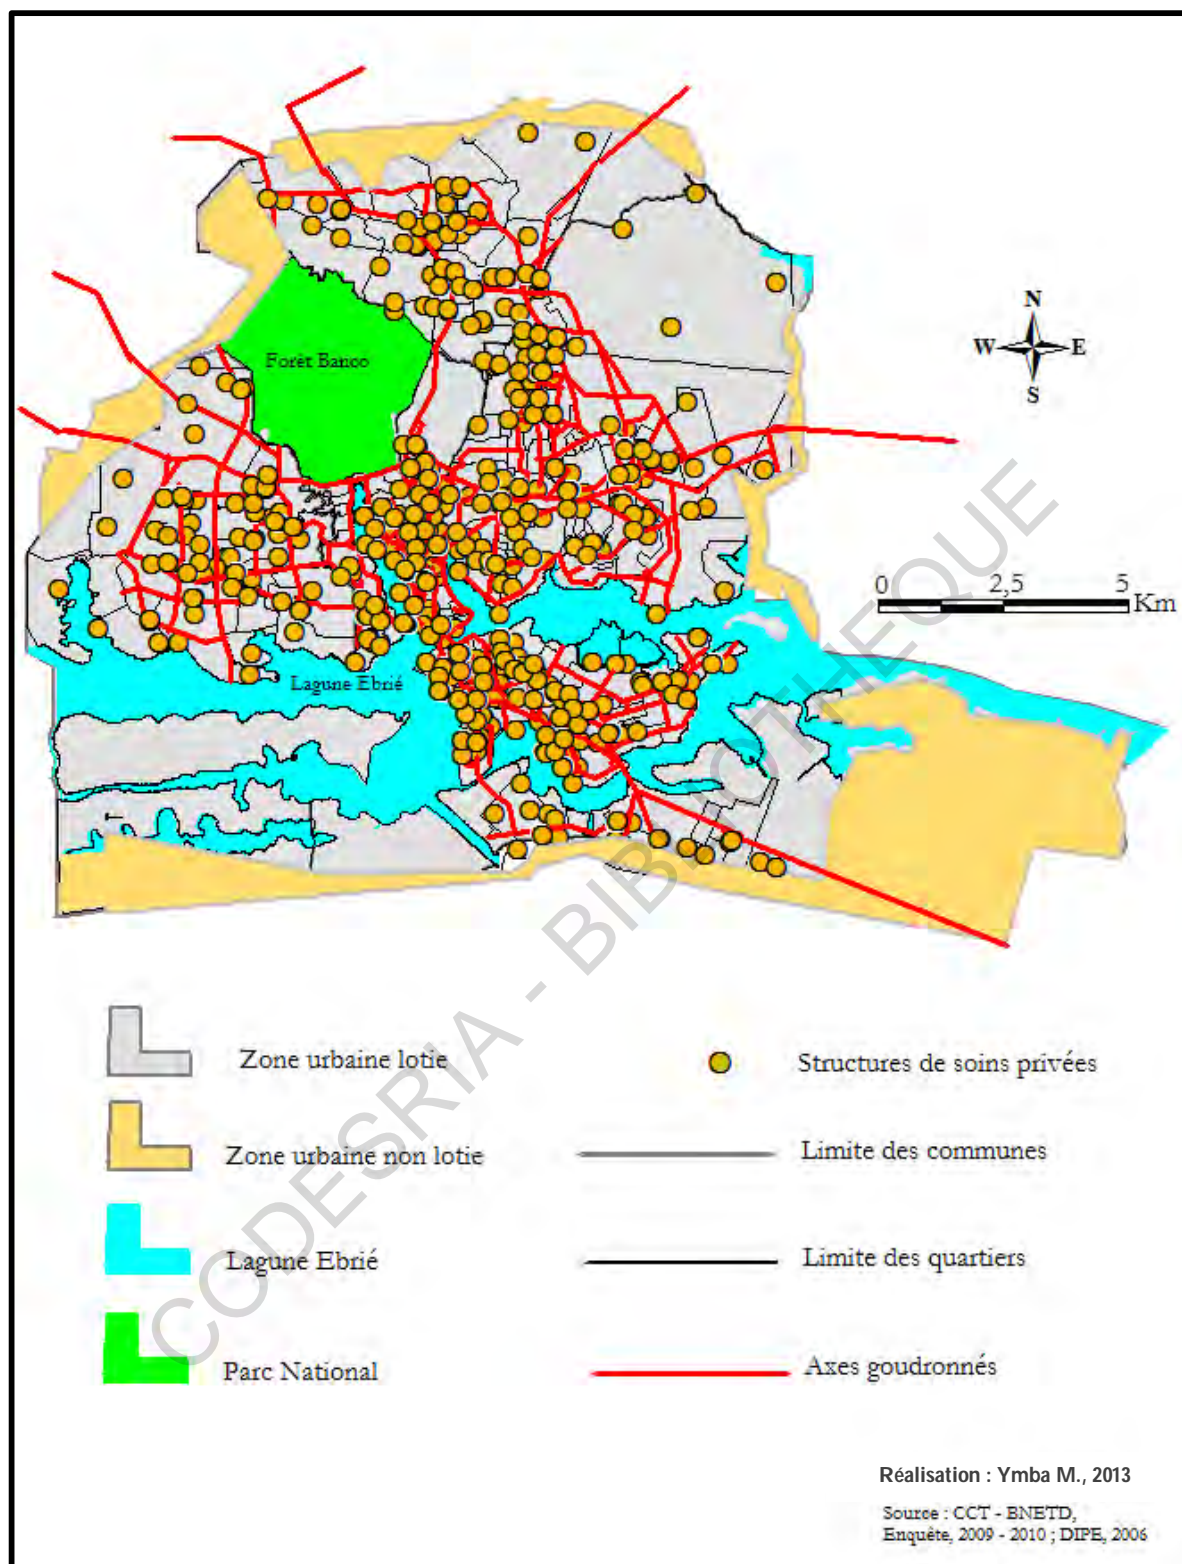 Forêt Banco
N
W E
S
0 2,5 5
Km
Lagune Ebrié
Zone urbaine lotie
Structures de soins privées
Zone urbaine non lotie
Limite des communes
Lagune Ebrié
Limite des quartiers
Parc National
Axes goudronnés
CODESRIA - BIBLIOTHEQUE
Réalisation : Ymba M., 2013
Source : CCT - BNETD,
Enquête, 2009 - 2010 ; DIPE, 2006